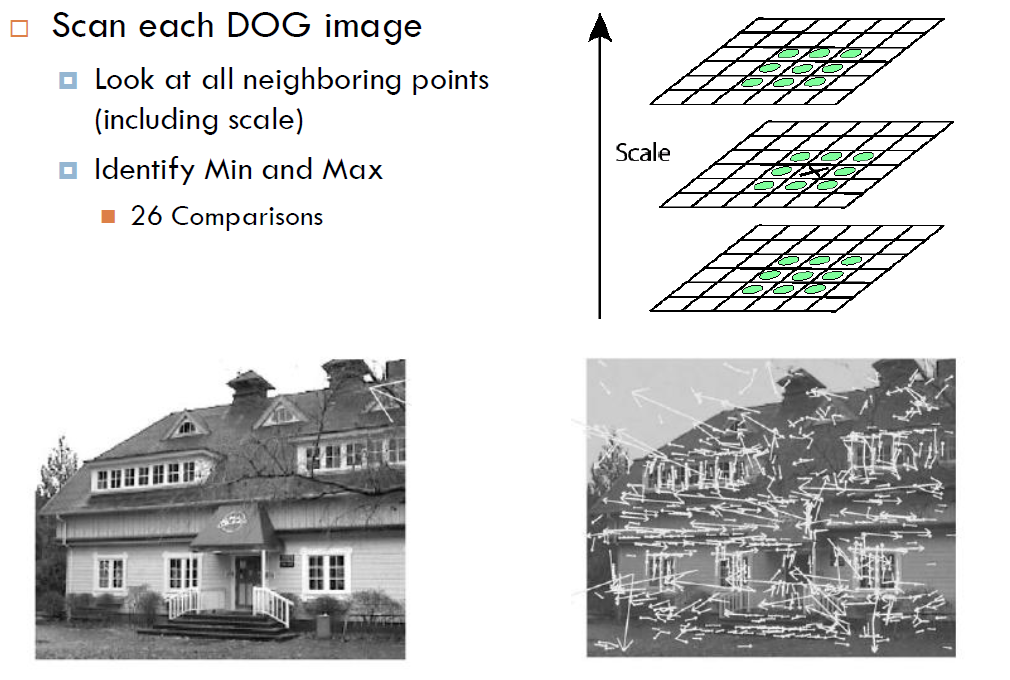 Scan each DOG image
Look at all neighboring points
(including scale)
Identify Min and Max
26 Comparisons
Scale